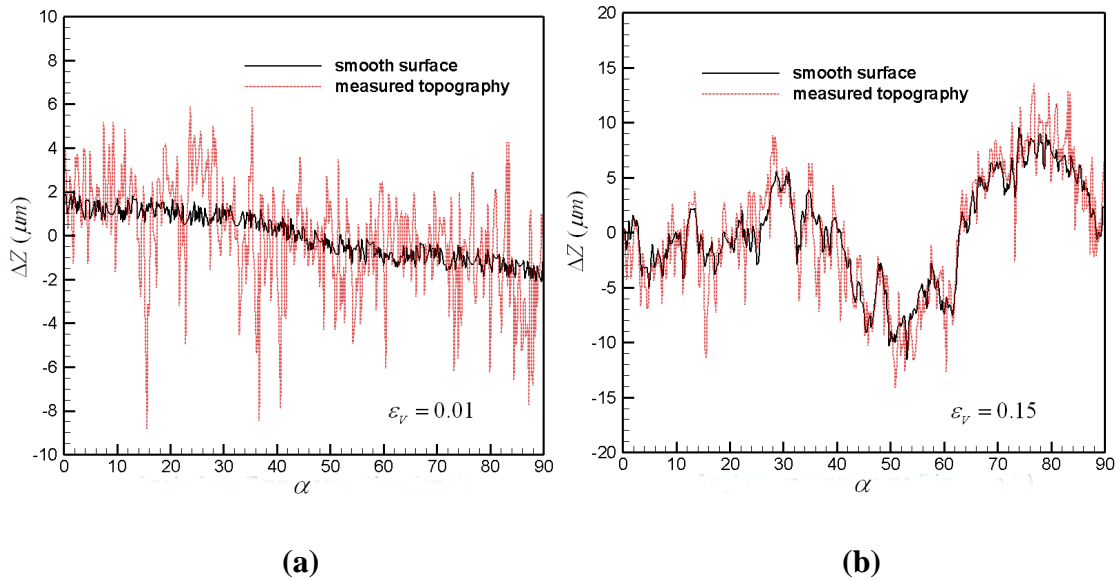 10
8
6
4
2
0
-2
-4
-6
-8
-10
ΔZ (μm)
smooth surface
measured topography
ε_V = 0.01
0 10 20 30 40 50 60 70 80 90
α
(a)
20
15
10
5
0
-5
-10
-15
-20
ΔZ (μm)
smooth surface
measured topography
ε_V = 0.15
0 10 20 30 40 50 60 70 80 90
α
(b)